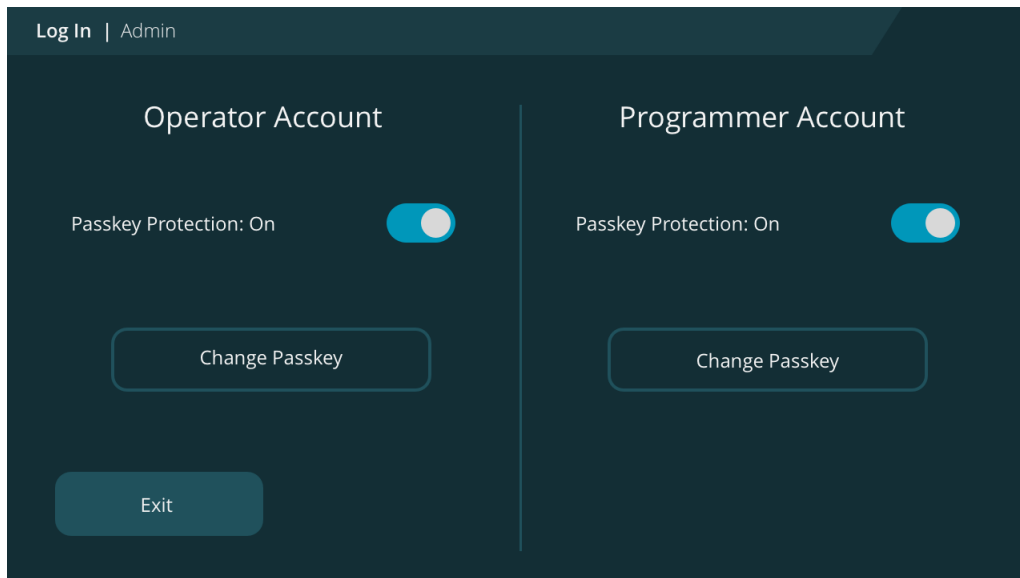 Log In | Admin
Operator Account
Passkey Protection: On
Change Passkey
Exit
Programmer Account
Passkey Protection: On
Change Passkey